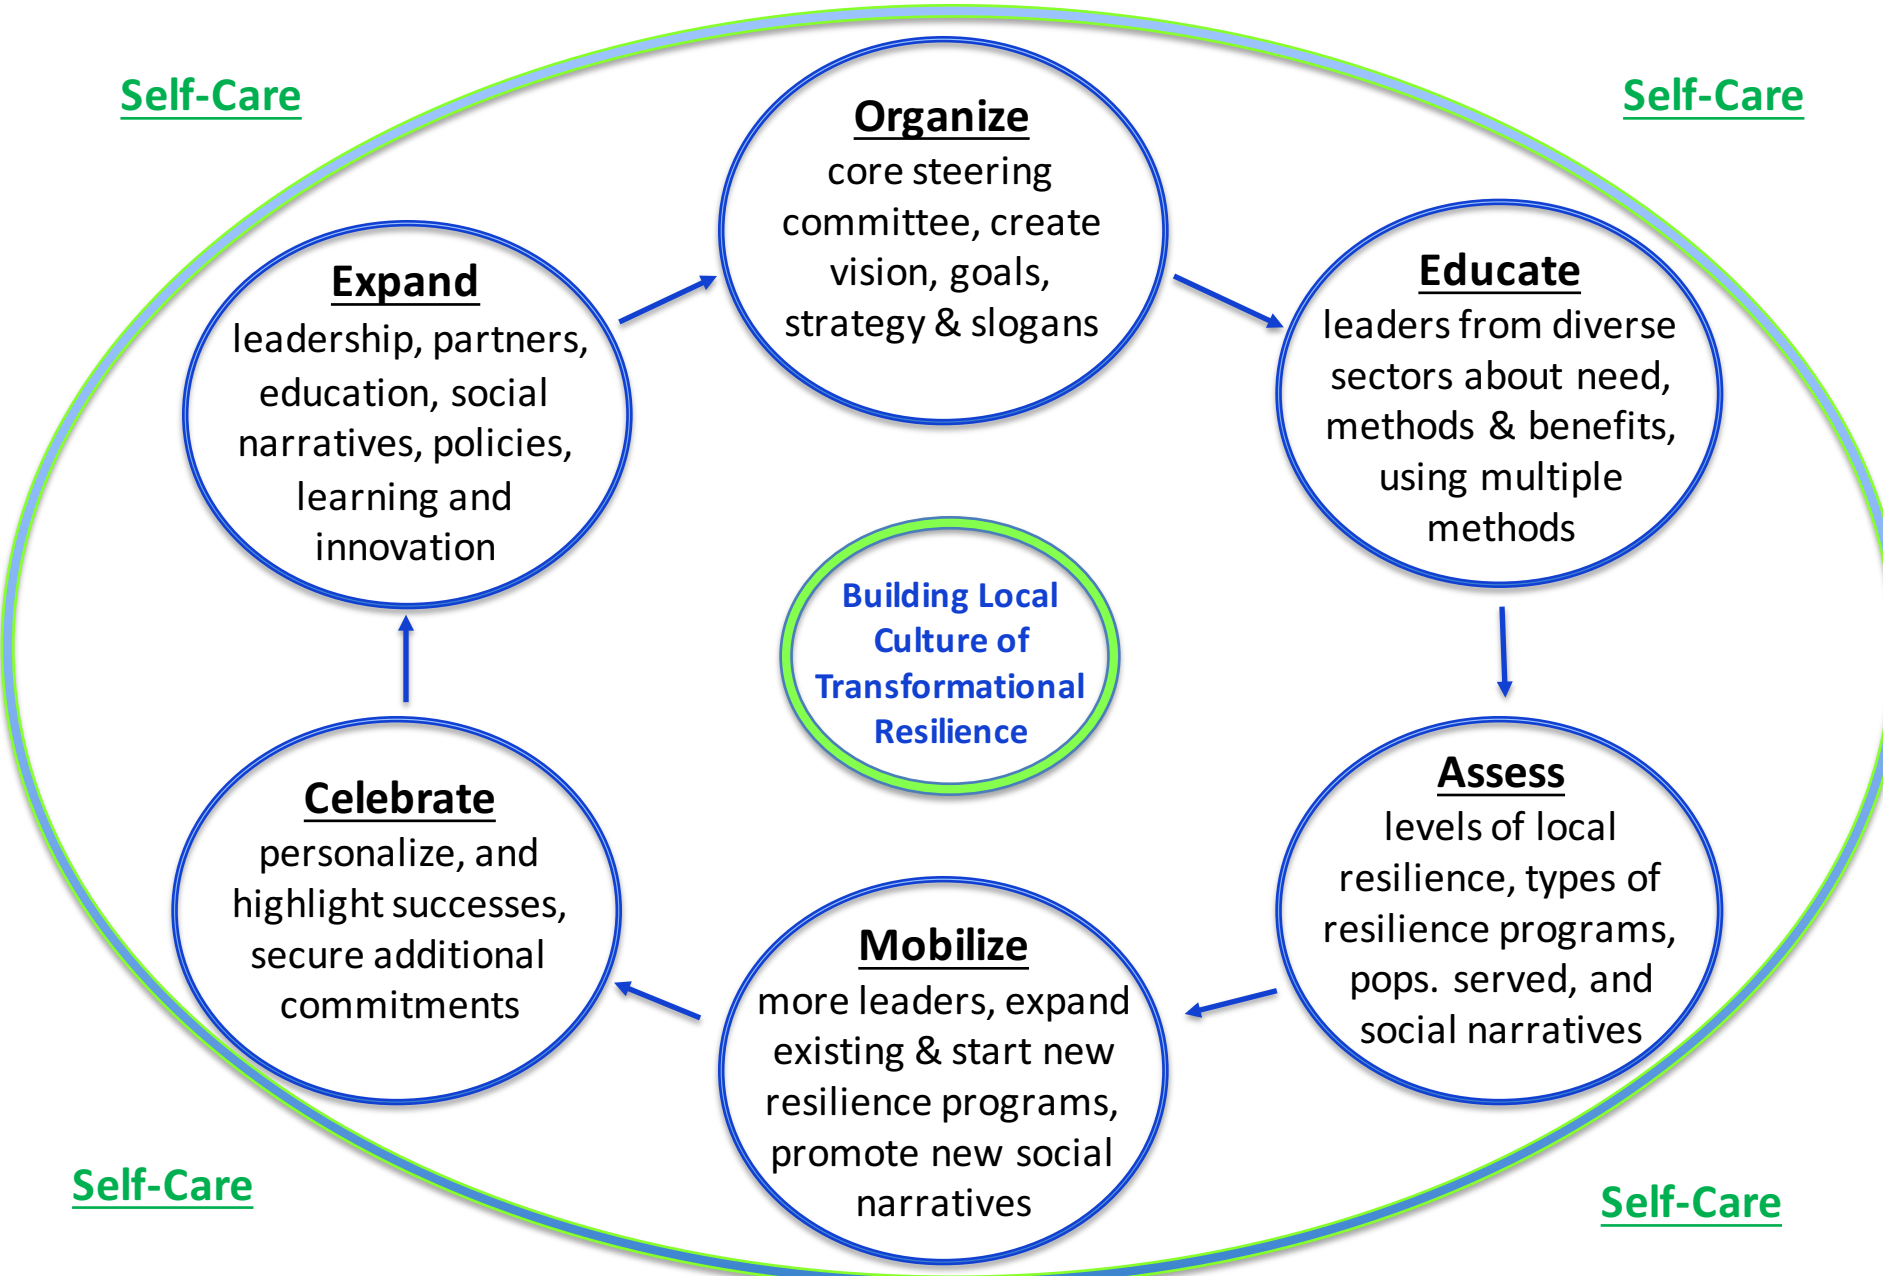 Self-Care
Self-Care
Organize
core steering
committee, create
vision, goals,
strategy & slogans
Educate
leaders from diverse
sectors about need,
methods & benefits,
using multiple
methods
Assess
levels of local
resilience, types of
resilience programs,
pops. served, and
social narratives
Mobilize
more leaders, expand
existing & start new
resilience programs,
promote new social
narratives
Celebrate
personalize, and
highlight successes,
secure additional
commitments
Expand
leadership, partners,
education, social
narratives, policies,
learning and
innovation
Building Local
Culture of
Transformational
Resilience
Self-Care
Self-Care